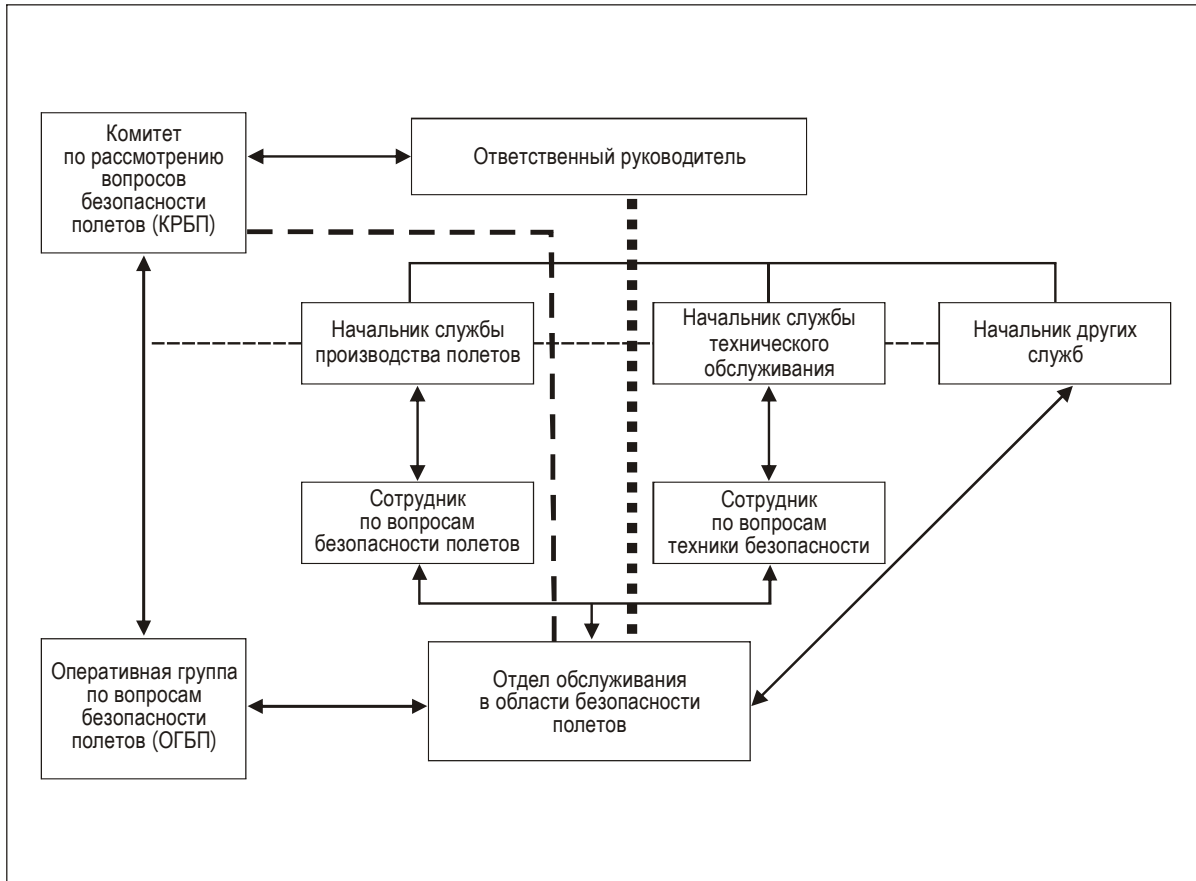 Комитет
по рассмотрению
вопросов
безопасности
полетов (КРБП)
Ответственный руководитель
Начальник службы
производства полетов
Начальник службы
технического
обслуживания
Начальник других
служб
Сотрудник
по вопросам
безопасности полетов
Сотрудник
по вопросам
техники безопасности
Оперативная группа
по вопросам
безопасности
полетов (ОГБП)
Отдел обслуживания
в области безопасности
полетов